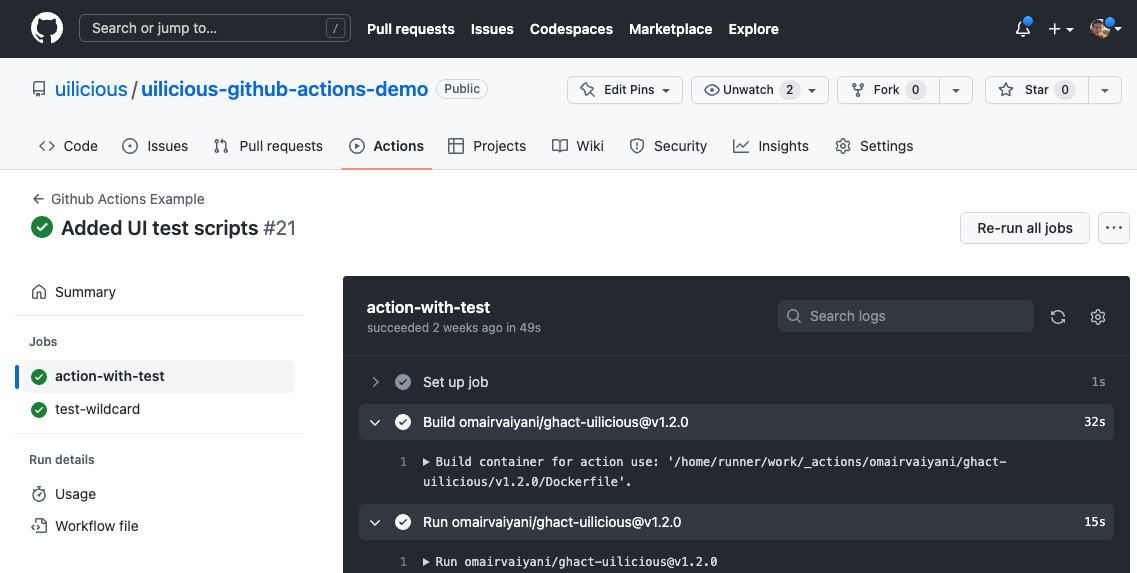 Search or jump to... /
Pull requests Issues Codespaces Marketplace Explore
uilicious / uilicious-github-actions-demo Public
Edit Pins Unwatch 2 Fork 0 Star 0
Code Issues Pull requests Actions Projects Wiki Security Insights Settings
Github Actions Example
Added UI test scripts #21
Re-run all jobs
Summary
Jobs
action-with-test
test-wildcard
Run details
Usage
Workflow file
action-with-test
succeeded 2 weeks ago in 49s
Search logs
Set up job 1s
Build omairvaiyani/ghact-uilicious@v1.2.0 32s
1 Build container for action use: '/home/runner/work/_actions/omairvaiyani/ghact-
uilicious/v1.2.0/Dockerfile'.
Run omairvaiyani/ghact-uilicious@v1.2.0 15s
1 Run omairvaiyani/ghact-uilicious@v1.2.0